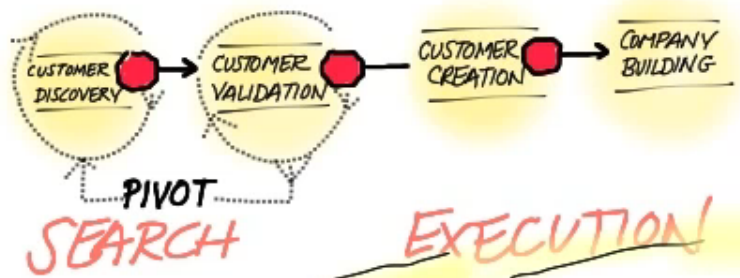 CUSTOMER
DISCOVERY
CUSTOMER
VALIDATION
CUSTOMER
CREATION
COMPANY
BUILDING
PIVOT
SEARCH
EXECUTION